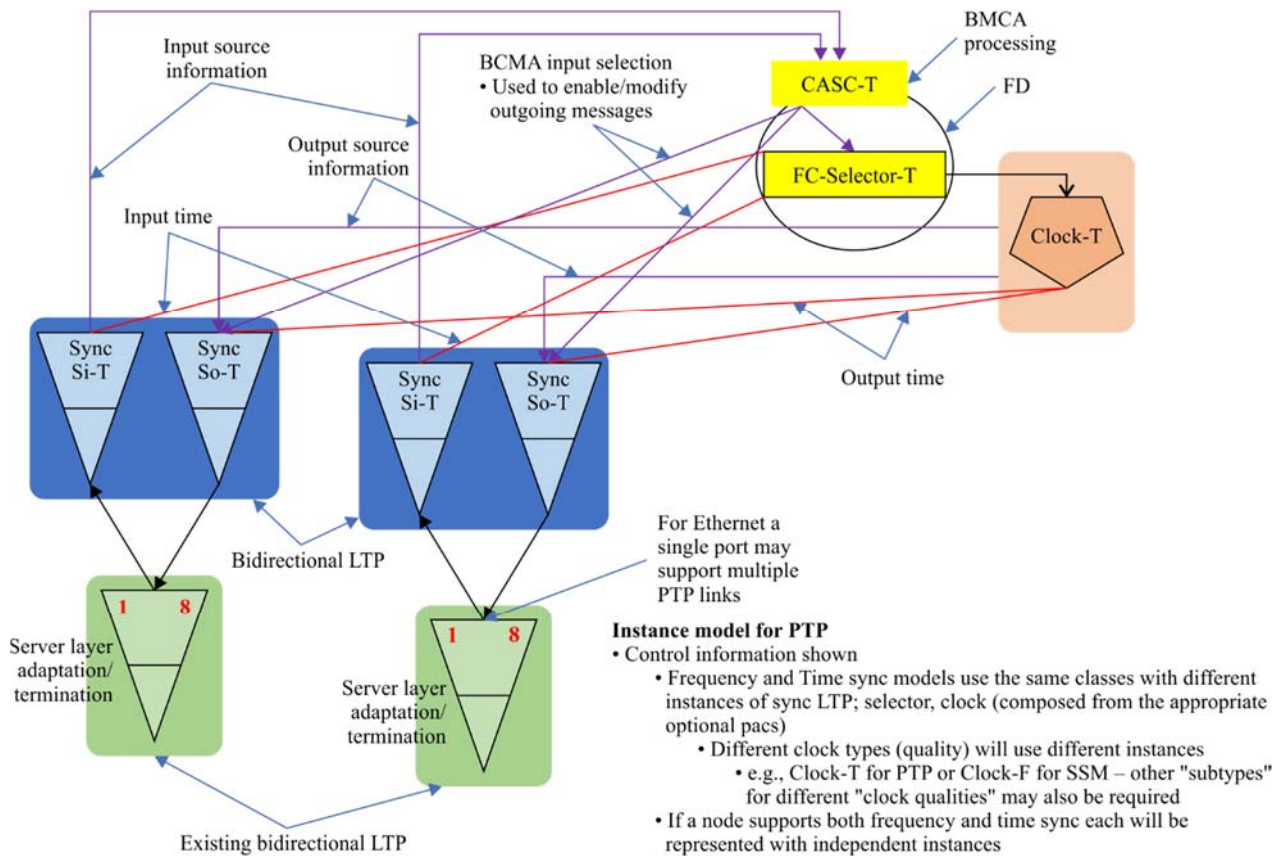 Input source
information
BCMA input selection
• Used to enable/modify
outgoing messages
BMCA
processing
CASC-T
FD
Output source
information
FC-Selector-T
Input time
Clock-T
Sync
Si-T
Sync
So-T
Sync
Si-T
Sync
So-T
Output time
Bidirectional LTP
For Ethernet a
single port may
support multiple
PTP links
1 8
Server layer
adaptation/
termination
1 8
Server layer
adaptation/
termination
Existing bidirectional LTP
Instance model for PTP
• Control information shown
• Frequency and Time sync models use the same classes with different
instances of sync LTP; selector, clock (composed from the appropriate
optional pacs)
• Different clock types (quality) will use different instances
• e.g., Clock-T for PTP or Clock-F for SSM – other "subtypes"
for different "clock qualities" may also be required
• If a node supports both frequency and time sync each will be
represented with independent instances